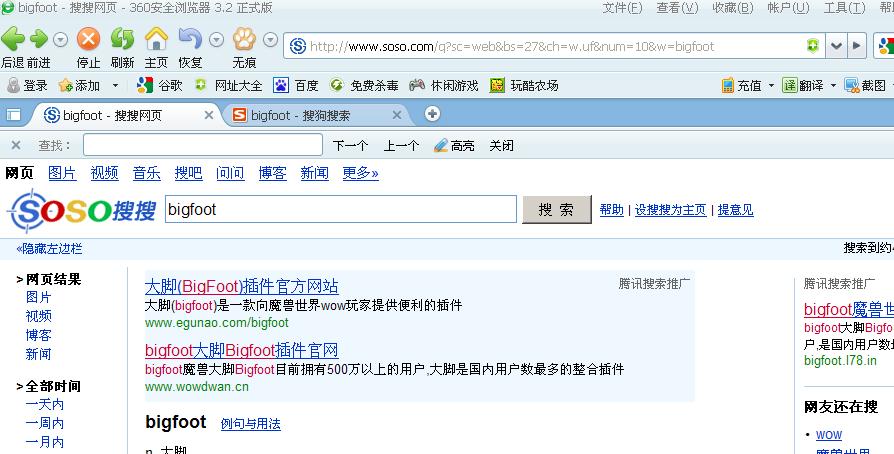 bigfoot - 搜搜网页 - 360安全浏览器 3.2 正式版
文件(F) 查看(V) 收藏(B) 帐户(U) 工具(T)
后退 前进 停止 刷新 主页 恢复 无痕
http://www.soso.com/q?sc=web&bs=27&ch=w.uf&num=10&w=bigfoot
登录 添加 谷歌 网址大全 百度 免费杀毒 休闲游戏 玩酷农场 充值 翻译 截图
bigfoot - 搜搜网页 bigfoot - 搜狗搜索
查找: 下一个 上一个 高亮 关闭
网页 图片 视频 音乐 搜吧 问问 博客 新闻 更多»
SOSO搜搜 bigfoot 搜 索 帮助 | 设搜搜为主页 | 提意见
«隐藏左边栏 搜索到约
> 网页结果
图片
视频
博客
新闻
> 全部时间
一天内
一周内
一月内
大脚(BigFoot)插件官方网站 腾讯搜索推广
大脚(bigfoot)是一款向魔兽世界wow玩家提供便利的插件
www.egunao.com/bigfoot
bigfoot大脚Bigfoot插件官网
bigfoot魔兽大脚Bigfoot目前拥有500万以上的用户,大脚是国内用户数最多的整合插件
www.wowdwan.cn
bigfoot 例句与用法
n. 大脚
腾讯搜索推广
bigfoot魔兽世
bigfoot大脚Bigfo
户,是国内用户数
bigfoot.l78.in
网友还在搜
• wow
魔兽世界